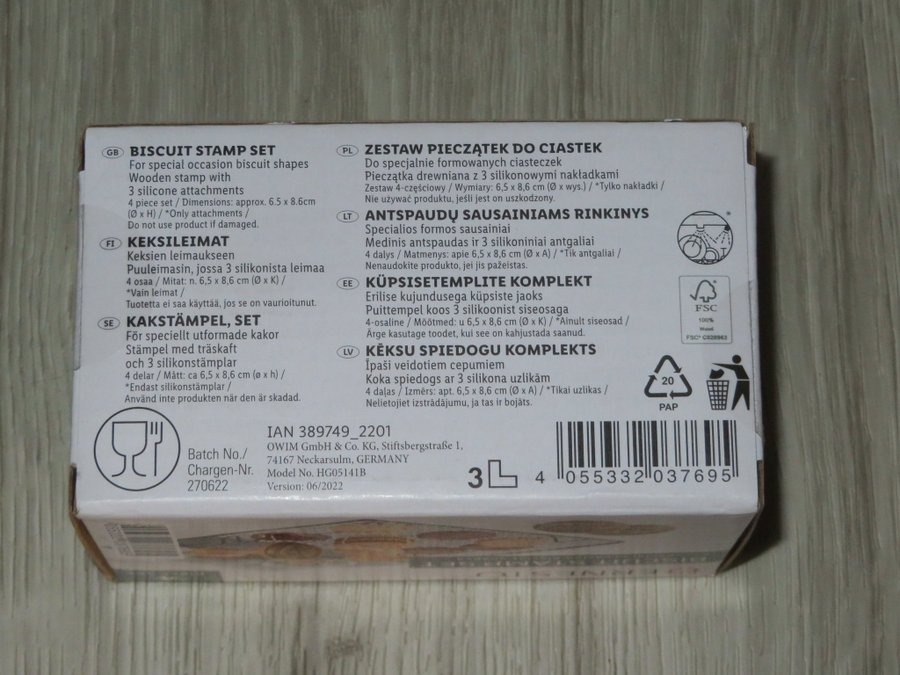 GB BISCUIT STAMP SET
For special occasion biscuit shapes
Wooden stamp with
3 silicone attachments
4 piece set / Dimensions: approx. 6.5 x 8.6cm
(Ø x H) / *Only attachments /
Do not use product if damaged.
FI KEKSILEIMAT
Keksien leimaukseen
Puuleimasin, jossa 3 silikonista leimaa
4 osaa / Mitat: n. 6,5 x 8,6 cm (Ø x K) /
*Vain leimat /
Tuotetta ei saa käyttää, jos se on vaurioitunut.
SE KAKSTÄMPEL, SET
För speciellt utformade kakor
Stämpel med träskaft
och 3 silikonstämplar
4 delar / Mått: ca 6,5 x 8,6 cm (ø x h) /
*Endast silikonstämplar /
Använd inte produkten när den är skadad.
PL ZESTAW PIECZĄTEK DO CIASTEK
Do specjalnie formowanych ciasteczek
Pieczątka drewniana z 3 silikonowymi nakładkami
Zestaw 4-częściowy / Wymiary: 6,5 x 8,6 cm (Ø x wys.) / *Tylko nakładki /
Nie używać produktu, jeśli jest on uszkodzony.
LT ANTSPAUDŲ SAUSAINIAMS RINKINYS
Specialios formos sausainiai
Medinis antspaudas ir 3 silikoniniai antgaliai
4 dalys / Matmenys: apie 6,5 x 8,6 cm (Ø x A) / *Tik antgaliai /
Nenaudokite produkto, jei jis pažeistas.
EE KÜPSISETEMPLITE KOMPLEKT
Erilise kujundusega küpsiste jaoks
Puittempel koos 3 silikoonist siseosaga
4-osaline / Mõõtmed: u 6,5 x 8,6 cm (Ø x K) / *Ainult siseosad /
Ärge kasutage toodet, kui see on kahjustada saanud.
LV KĒKSU SPIEDOGU KOMPLEKTS
Īpaši veidotiem cepumiem
Koka spiedogs ar 3 silikona uzlikām
4 daļas / Izmērs: apt. 6,5 x 8,6 cm (Ø x A) / *Tikai uzlikas /
Nelietojiet izstrādājumu, ja tas ir bojāts.
*
FSC
100%
Wood
FSC® C928963
20
PAP
Batch No./
Chargen-Nr.
270622
IAN 389749_2201
OWIM GmbH & Co. KG, Stiftsbergstraße 1,
74167 Neckarsulm, GERMANY
Model No. HG05141B
Version: 06/2022
3L
4 055332 037695